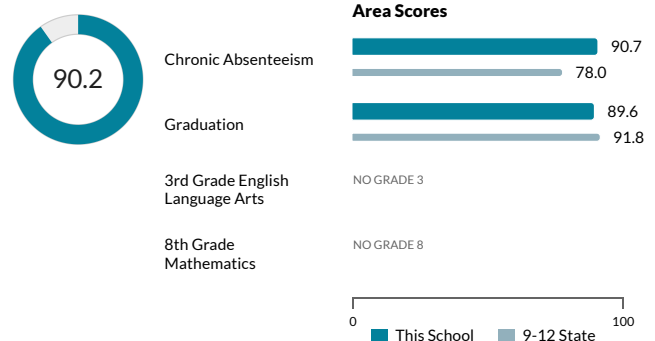 Area Scores
90.2
Chronic Absenteeism
90.7
78.0
Graduation
89.6
91.8
3rd Grade English
Language Arts
NO GRADE 3
8th Grade
Mathematics
NO GRADE 8
0
100
This School
9-12 State